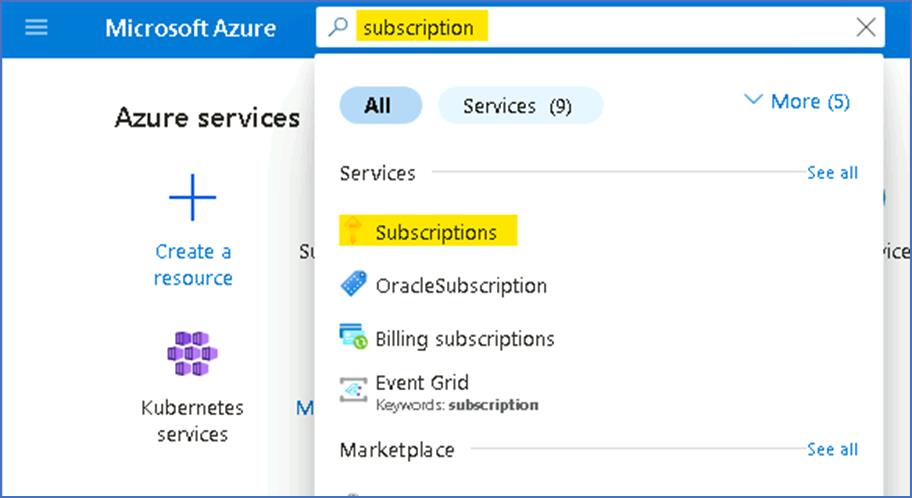 Microsoft Azure
subscription
All
Services (9)
More (5)
Azure services
Services
See all
Create a
resource
Subscriptions
OracleSubscription
Billing subscriptions
Event Grid
Keywords: subscription
Kubernetes
services
Marketplace
See all